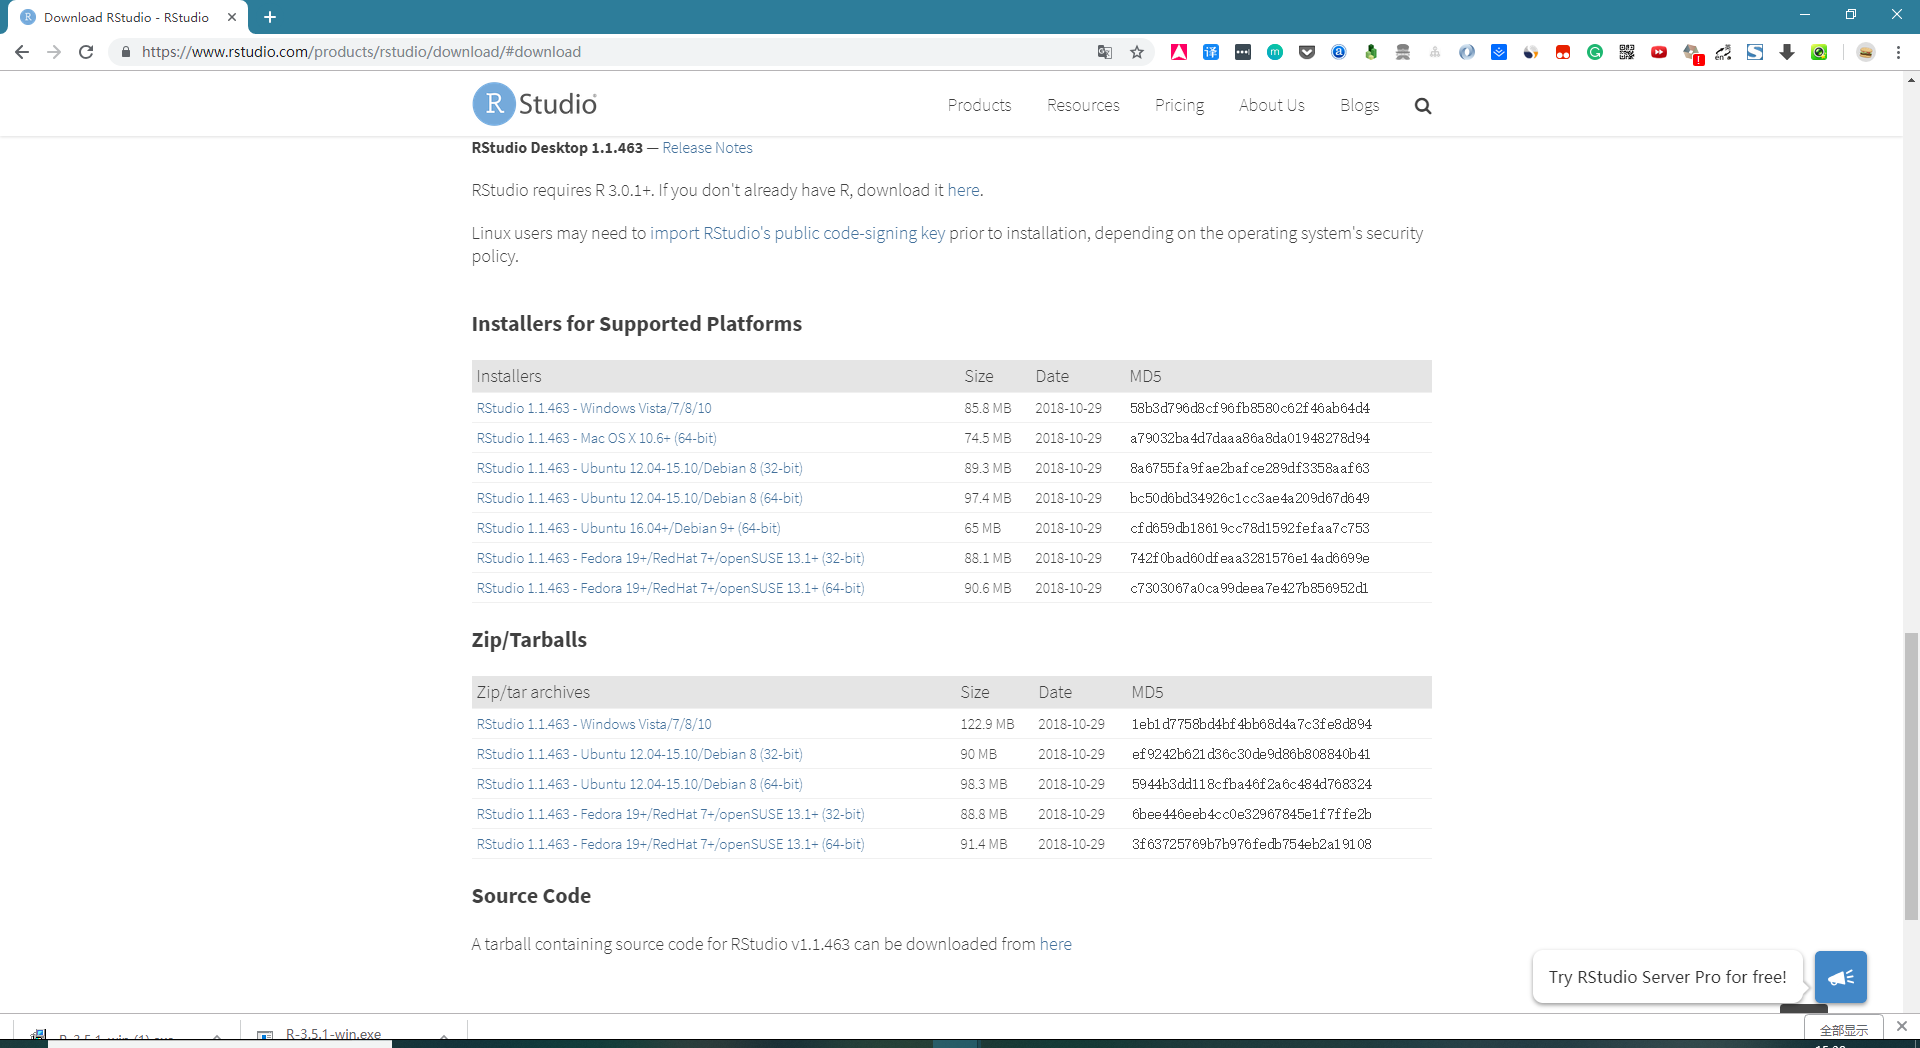 Download RStudio - RStudio
https://www.rstudio.com/products/rstudio/download/#download
R Studio
Products Resources Pricing About Us Blogs
RStudio Desktop 1.1.463 — Release Notes
RStudio requires R 3.0.1+. If you don't already have R, download it here.
Linux users may need to import RStudio's public code-signing key prior to installation, depending on the operating system's security
policy.
Installers for Supported Platforms
Installers Size Date MD5
RStudio 1.1.463 - Windows Vista/7/8/10 85.8 MB 2018-10-29 58b3d796d8cf96fb8580c62f46ab64d4
RStudio 1.1.463 - Mac OS X 10.6+ (64-bit) 74.5 MB 2018-10-29 a79032ba4d7daaa86a8da01948278d94
RStudio 1.1.463 - Ubuntu 12.04-15.10/Debian 8 (32-bit) 89.3 MB 2018-10-29 8a6755fa9fae2bafce289df3358aaf63
RStudio 1.1.463 - Ubuntu 12.04-15.10/Debian 8 (64-bit) 97.4 MB 2018-10-29 bc50d6bd34926c1cc3ae4a209d67d649
RStudio 1.1.463 - Ubuntu 16.04+/Debian 9+ (64-bit) 65 MB 2018-10-29 cfd659db18619cc78d1592fefaa7c753
RStudio 1.1.463 - Fedora 19+/RedHat 7+/openSUSE 13.1+ (32-bit) 88.1 MB 2018-10-29 742f0bad60dfeaa3281576e14ad6699e
RStudio 1.1.463 - Fedora 19+/RedHat 7+/openSUSE 13.1+ (64-bit) 90.6 MB 2018-10-29 c7303067a0ca99deea7e427b856952d1
Zip/Tarballs
Zip/tar archives Size Date MD5
RStudio 1.1.463 - Windows Vista/7/8/10 122.9 MB 2018-10-29 1eb1d7758bd4bf4bb68d4a7c3fe8d894
RStudio 1.1.463 - Ubuntu 12.04-15.10/Debian 8 (32-bit) 90 MB 2018-10-29 ef9242b621d36c30de9d86b808840b41
RStudio 1.1.463 - Ubuntu 12.04-15.10/Debian 8 (64-bit) 98.3 MB 2018-10-29 5944b3dd118cfba46f2a6c484d768324
RStudio 1.1.463 - Fedora 19+/RedHat 7+/openSUSE 13.1+ (32-bit) 88.8 MB 2018-10-29 6bee446eeb4cc0e32967845e1f7ffe2b
RStudio 1.1.463 - Fedora 19+/RedHat 7+/openSUSE 13.1+ (64-bit) 91.4 MB 2018-10-29 3f63725769b7b976fedb754eb2a19108
Source Code
A tarball containing source code for RStudio v1.1.463 can be downloaded from here
Try RStudio Server Pro for free!
R-3.5.1-win (1).exe R-3.5.1-win.exe 全部显示